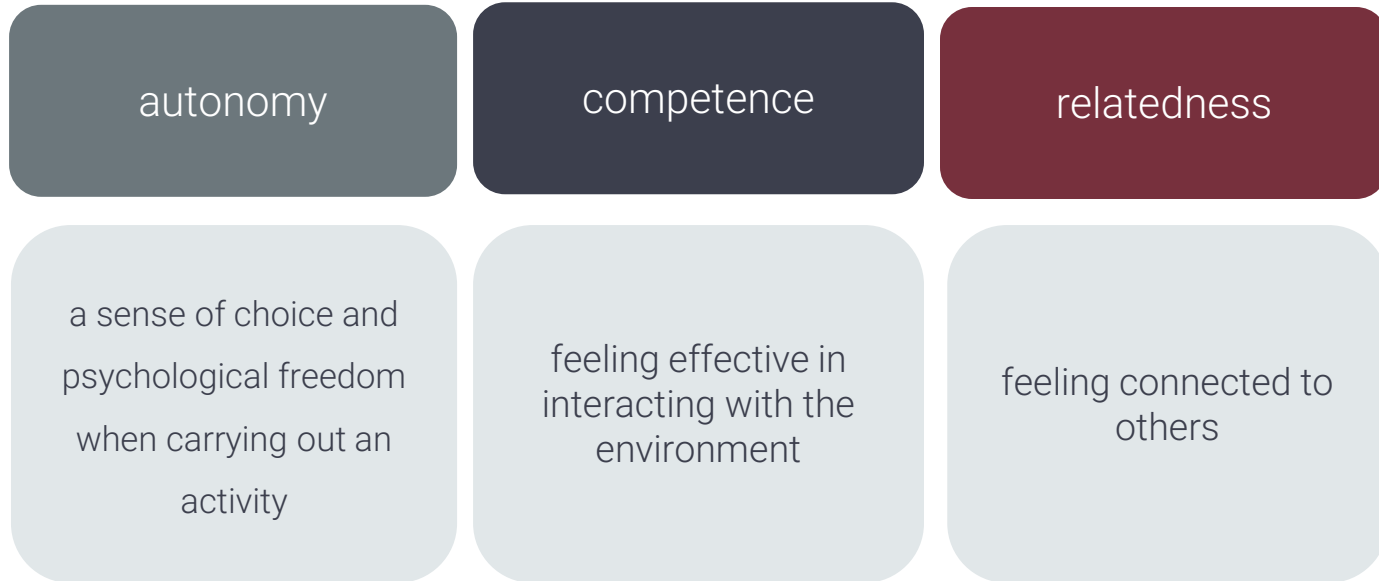 autonomy
competence
relatedness
a sense of choice and
psychological freedom
when carrying out an
activity
feeling effective in
interacting with the
environment
feeling connected to
others